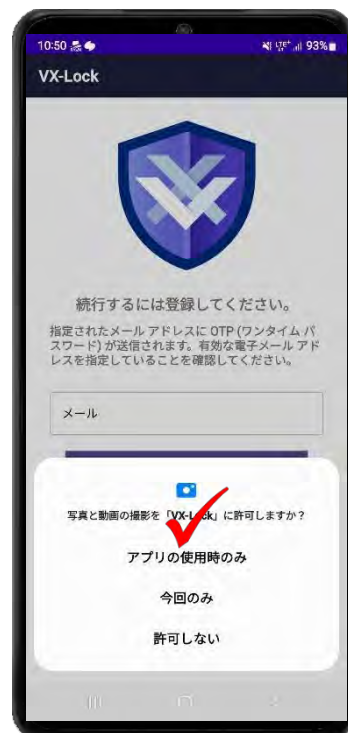 10:50
93%
VX-Lock
続行するには登録してください。
指定されたメール アドレスに OTP (ワンタイム パ
スワード) が送信されます。有効な電子メール アド
レスを指定していることを確認してください。
メール
写真と動画の撮影を「VX-Lock」に許可しますか？
アプリの使用時のみ
今回のみ
許可しない